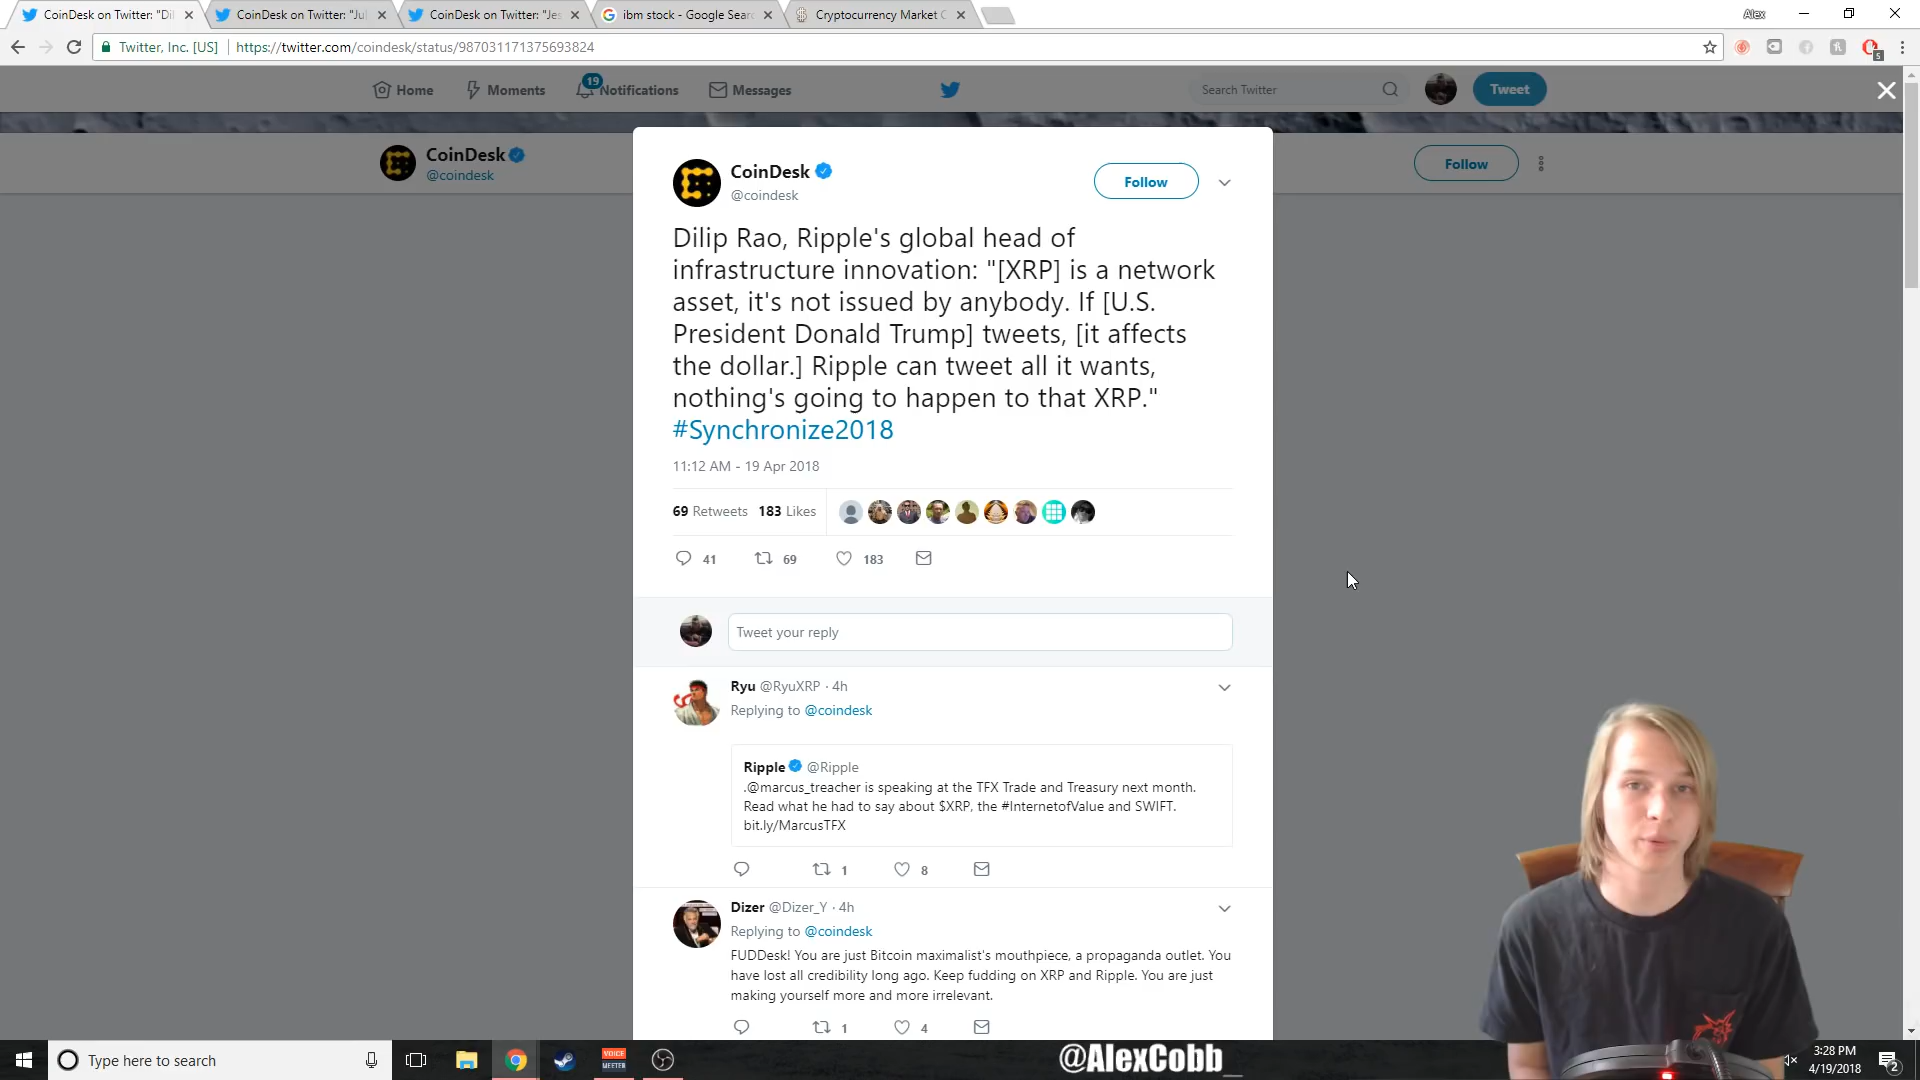 CoinDesk on Twitter: "Dil
CoinDesk on Twitter: "Jul
CoinDesk on Twitter: "Jes
ibm stock - Google Sear
Cryptocurrency Market C
Alex
Twitter, Inc. [US]
https://twitter.com/coindesk/status/987031171375693824
5
Home
Moments
19
Notifications
Messages
Search Twitter
Tweet
CoinDesk
@coindesk
Follow
CoinDesk
@coindesk
Follow
Dilip Rao, Ripple's global head of
infrastructure innovation: "[XRP] is a network
asset, it's not issued by anybody. If [U.S.
President Donald Trump] tweets, [it affects
the dollar.] Ripple can tweet all it wants,
nothing's going to happen to that XRP."
#Synchronize2018
11:12 AM - 19 Apr 2018
69 Retweets 183 Likes
41 69 183
Tweet your reply
Ryu @RyuXRP · 4h
Replying to @coindesk
Ripple @Ripple
.@marcus_treacher is speaking at the TFX Trade and Treasury next month.
Read what he had to say about $XRP, the #InternetofValue and SWIFT.
bit.ly/MarcusTFX
1 8
Dizer @Dizer_Y · 4h
Replying to @coindesk
FUDDesk! You are just Bitcoin maximalist's mouthpiece, a propaganda outlet. You
have lost all credibility long ago. Keep fudding on XRP and Ripple. You are just
making yourself more and more irrelevant.
1 4
Type here to search
VOICE
MEETER
@AlexCobb_
3:28 PM
4/19/2018
2